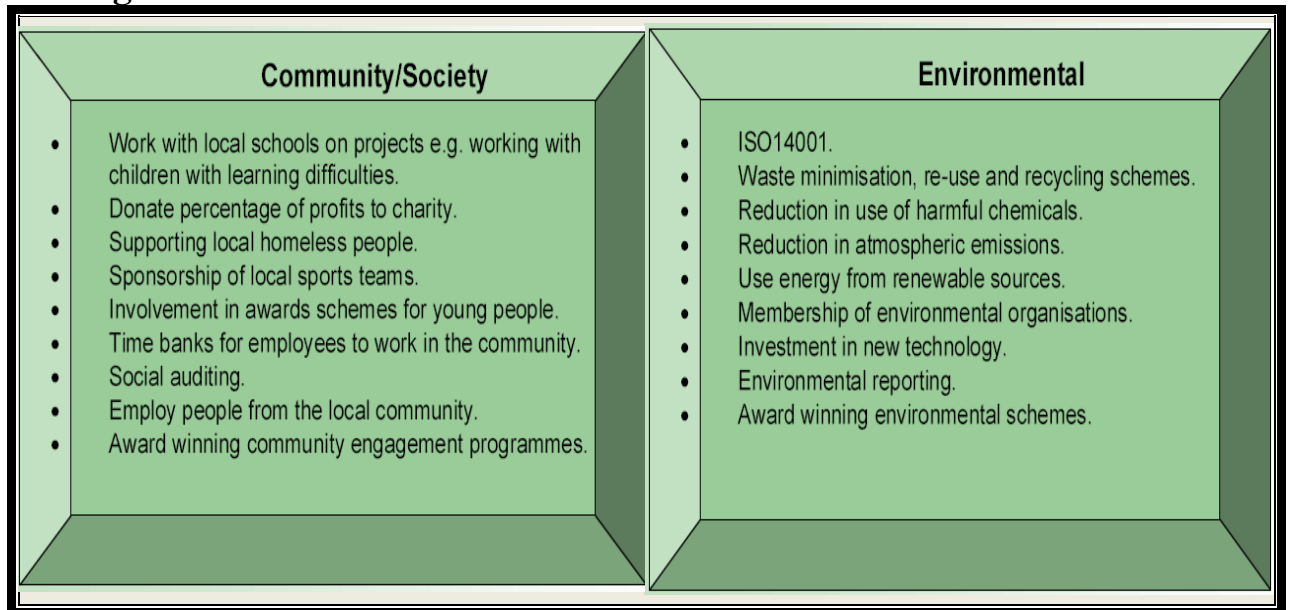 Community/Society
• Work with local schools on projects e.g. working with
children with learning difficulties.
• Donate percentage of profits to charity.
• Supporting local homeless people.
• Sponsorship of local sports teams.
• Involvement in awards schemes for young people.
• Time banks for employees to work in the community.
• Social auditing.
• Employ people from the local community.
• Award winning community engagement programmes.
Environmental
• ISO14001.
• Waste minimisation, re-use and recycling schemes.
• Reduction in use of harmful chemicals.
• Reduction in atmospheric emissions.
• Use energy from renewable sources.
• Membership of environmental organisations.
• Investment in new technology.
• Environmental reporting.
• Award winning environmental schemes.